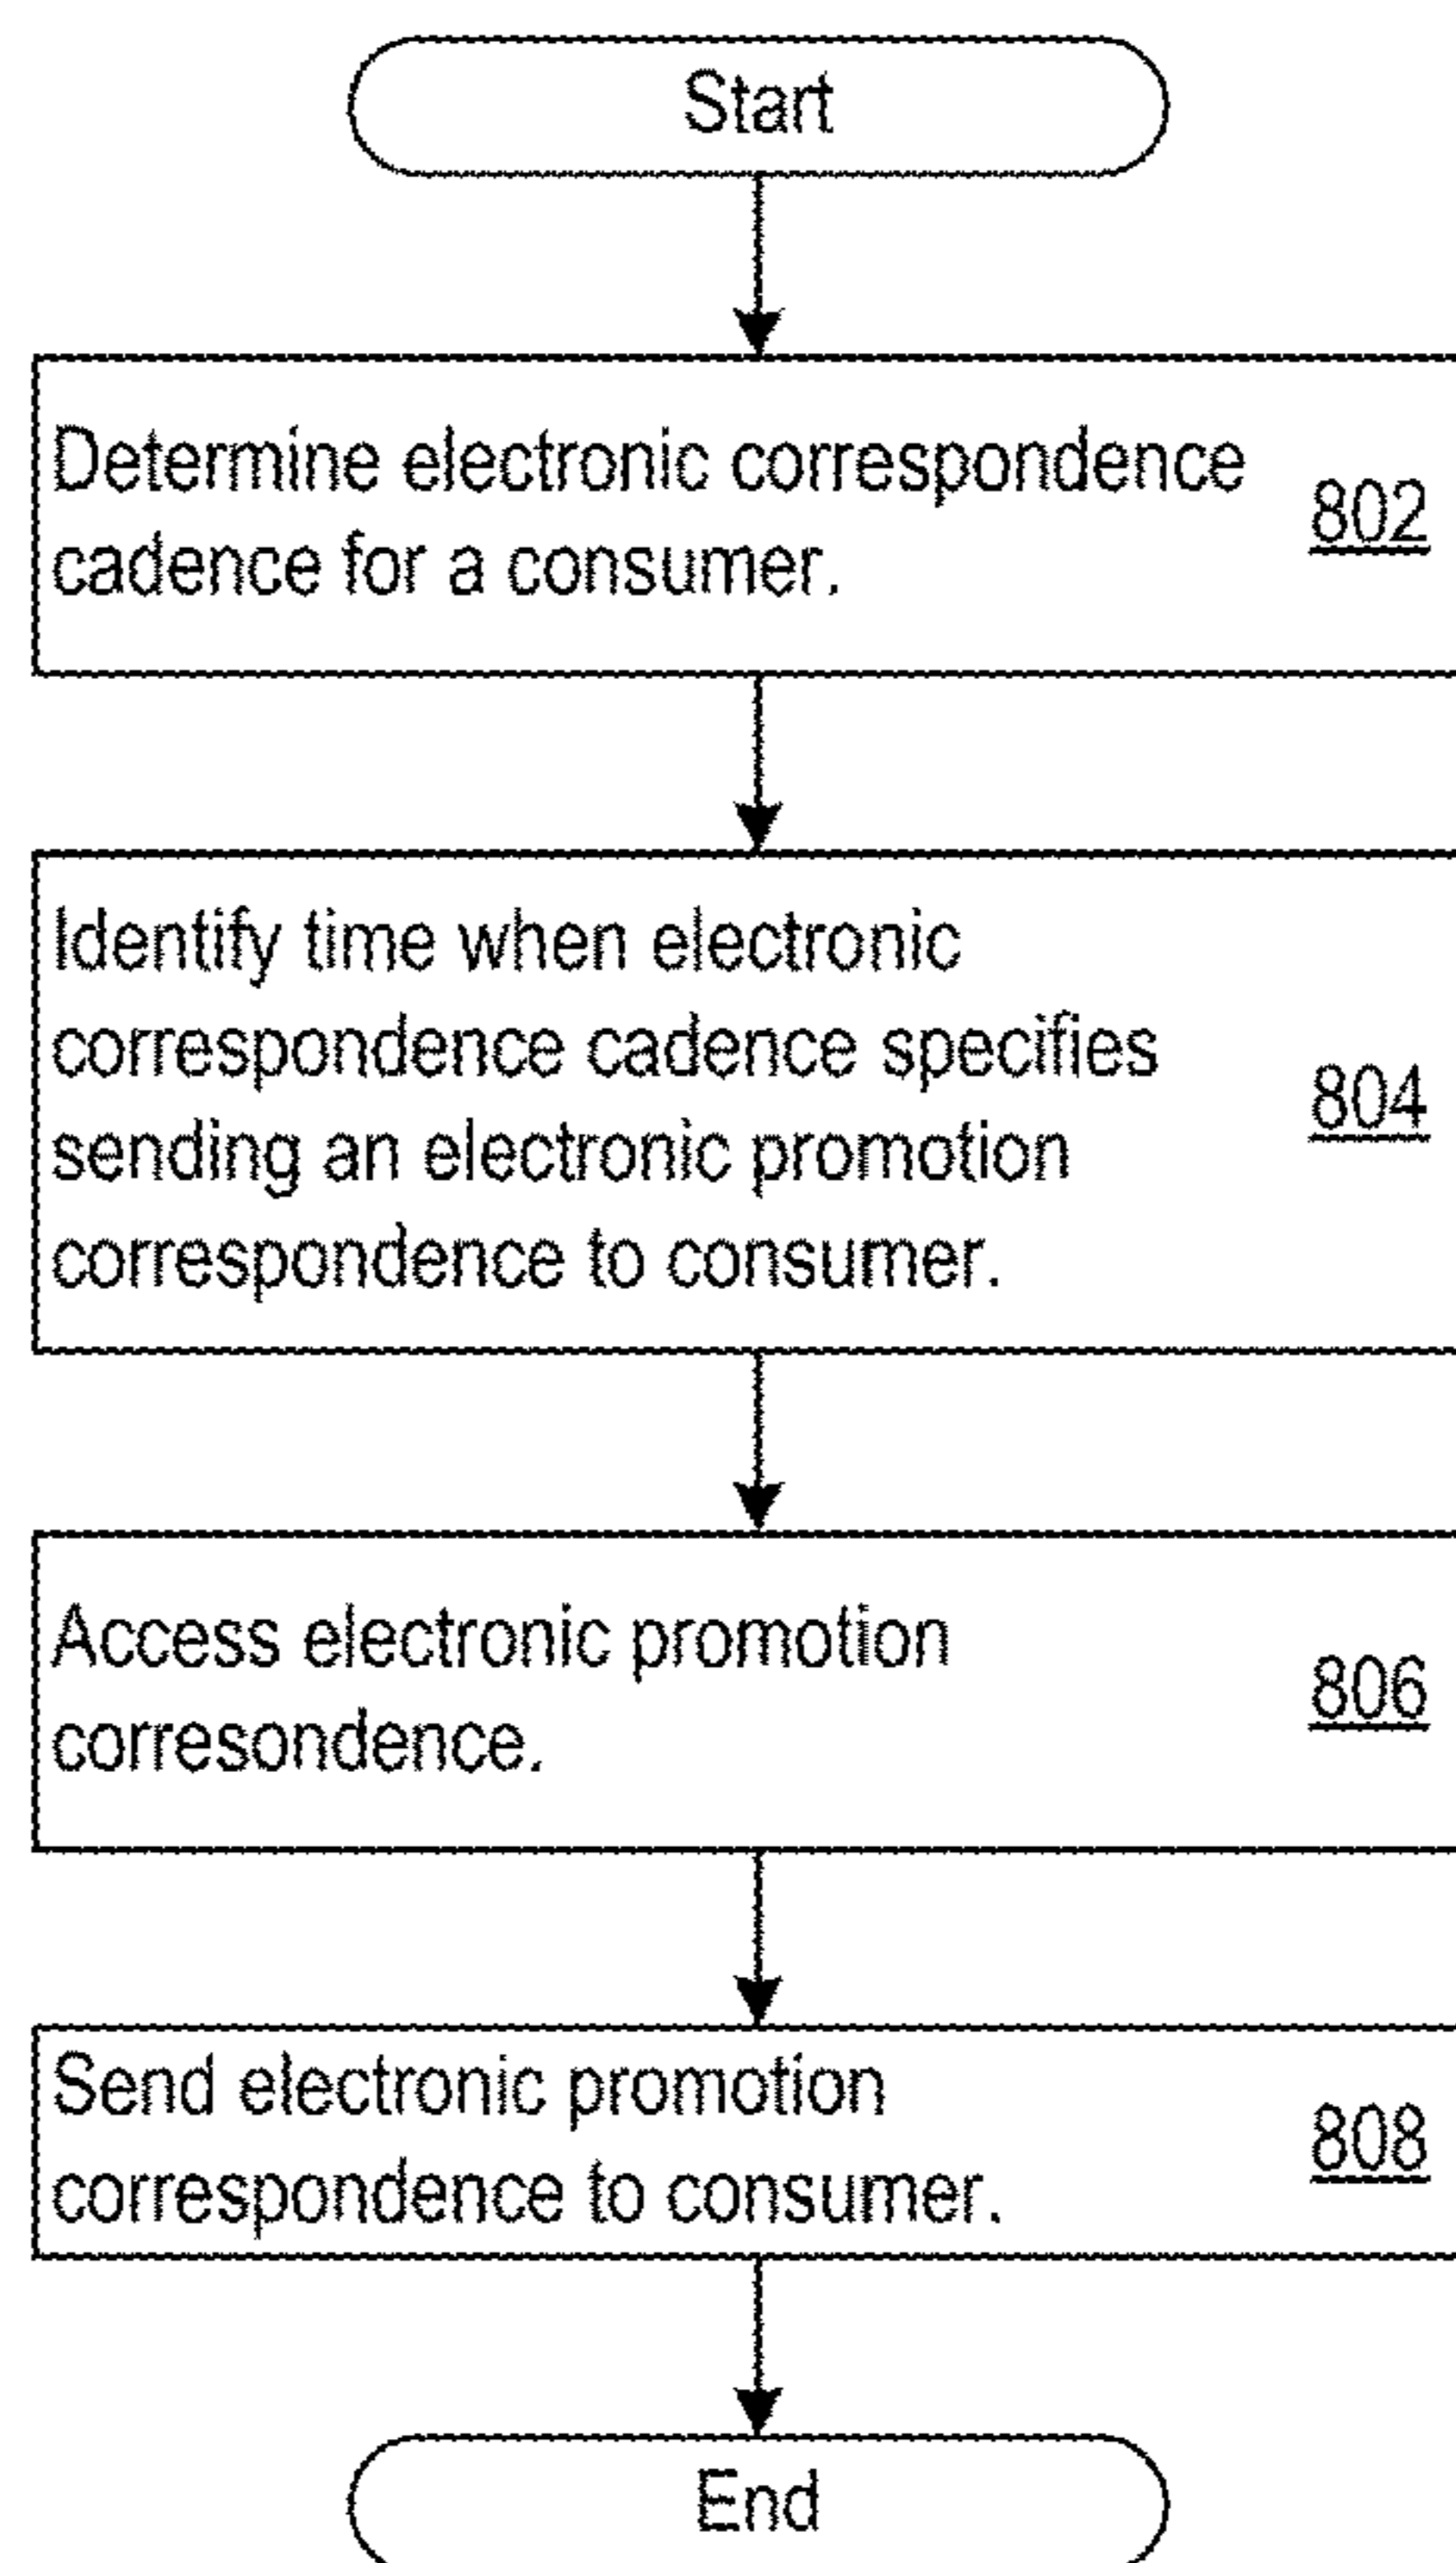 Start
Determine electronic correspondence
cadence for a consumer.
802
Identify time when electronic
correspondence cadence specifies
sending an electronic promotion
correspondence to consumer.
804
Access electronic promotion
corresondence.
806
Send electronic promotion
correspondence to consumer.
808
End